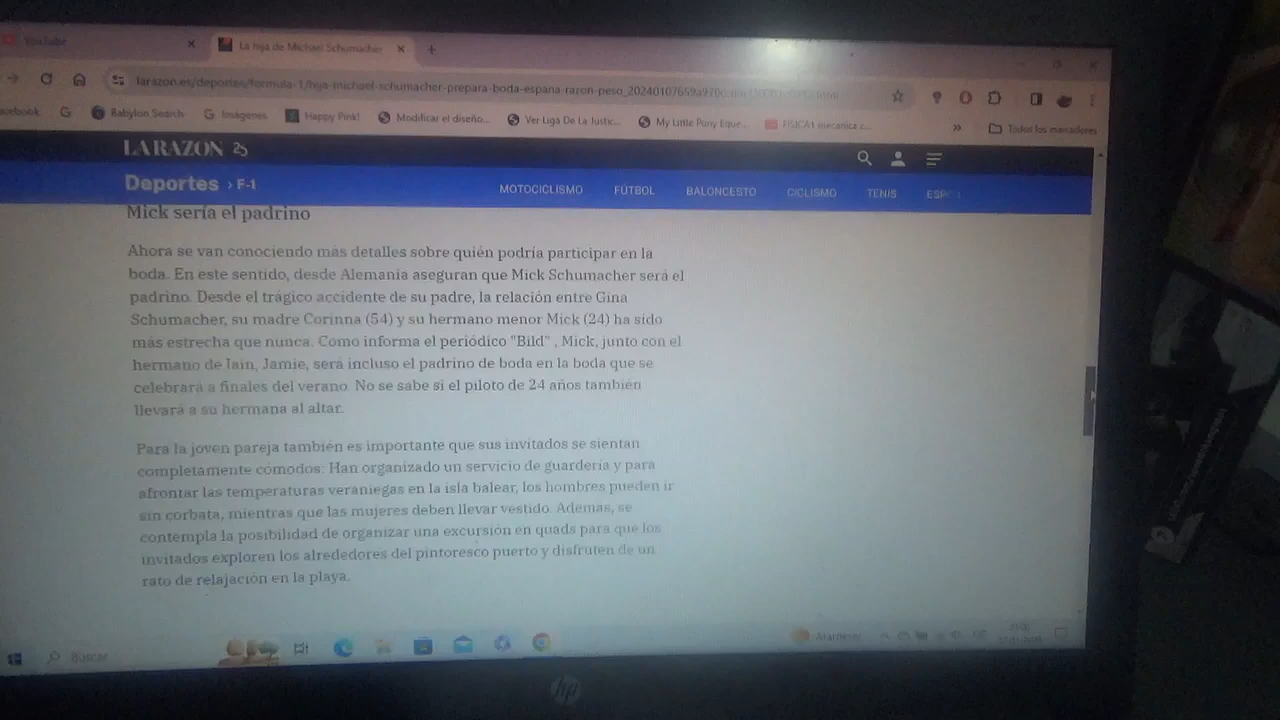 YouTube
La hija de Michael Schumacher
larazon.es/deportes/formula-1/hija-michael-schumacher-prepara-boda-espana-razon-peso_20240107659a970
acebook
Babylon Search
Imágenes
Happy Pink!
Modificar el diseño...
Ver Liga De La Justic...
My Little Pony Eque...
FISICA1 mecanica c...
»
Todos los marcadores
LA RAZON 25
Deportes › F-1
MOTOCICLISMO
FÚTBOL
BALONCESTO
CICLISMO
TENIS
Mick sería el padrino
Ahora se van conociendo más detalles sobre quién podría participar en la
boda. En este sentido, desde Alemania aseguran que Mick Schumacher será el
padrino. Desde el trágico accidente de su padre, la relación entre Gina
Schumacher, su madre Corinna (54) y su hermano menor Mick (24) ha sido
más estrecha que nunca. Como informa el periódico "Bild" , Mick, junto con el
hermano de Iain, Jamie, será incluso el padrino de boda en la boda que se
celebrará a finales del verano. No se sabe si el piloto de 24 años también
llevará a su hermana al altar.
Para la joven pareja también es importante que sus invitados se sientan
completamente cómodos: Han organizado un servicio de guardería y para
afrontar las temperaturas veraniegas en la isla balear, los hombres pueden ir
sin corbata, mientras que las mujeres deben llevar vestido. Además, se
contempla la posibilidad de organizar una excursión en quads para que los
invitados exploren los alrededores del pintoresco puerto y disfruten de un
rato de relajación en la playa.
Buscar
hp